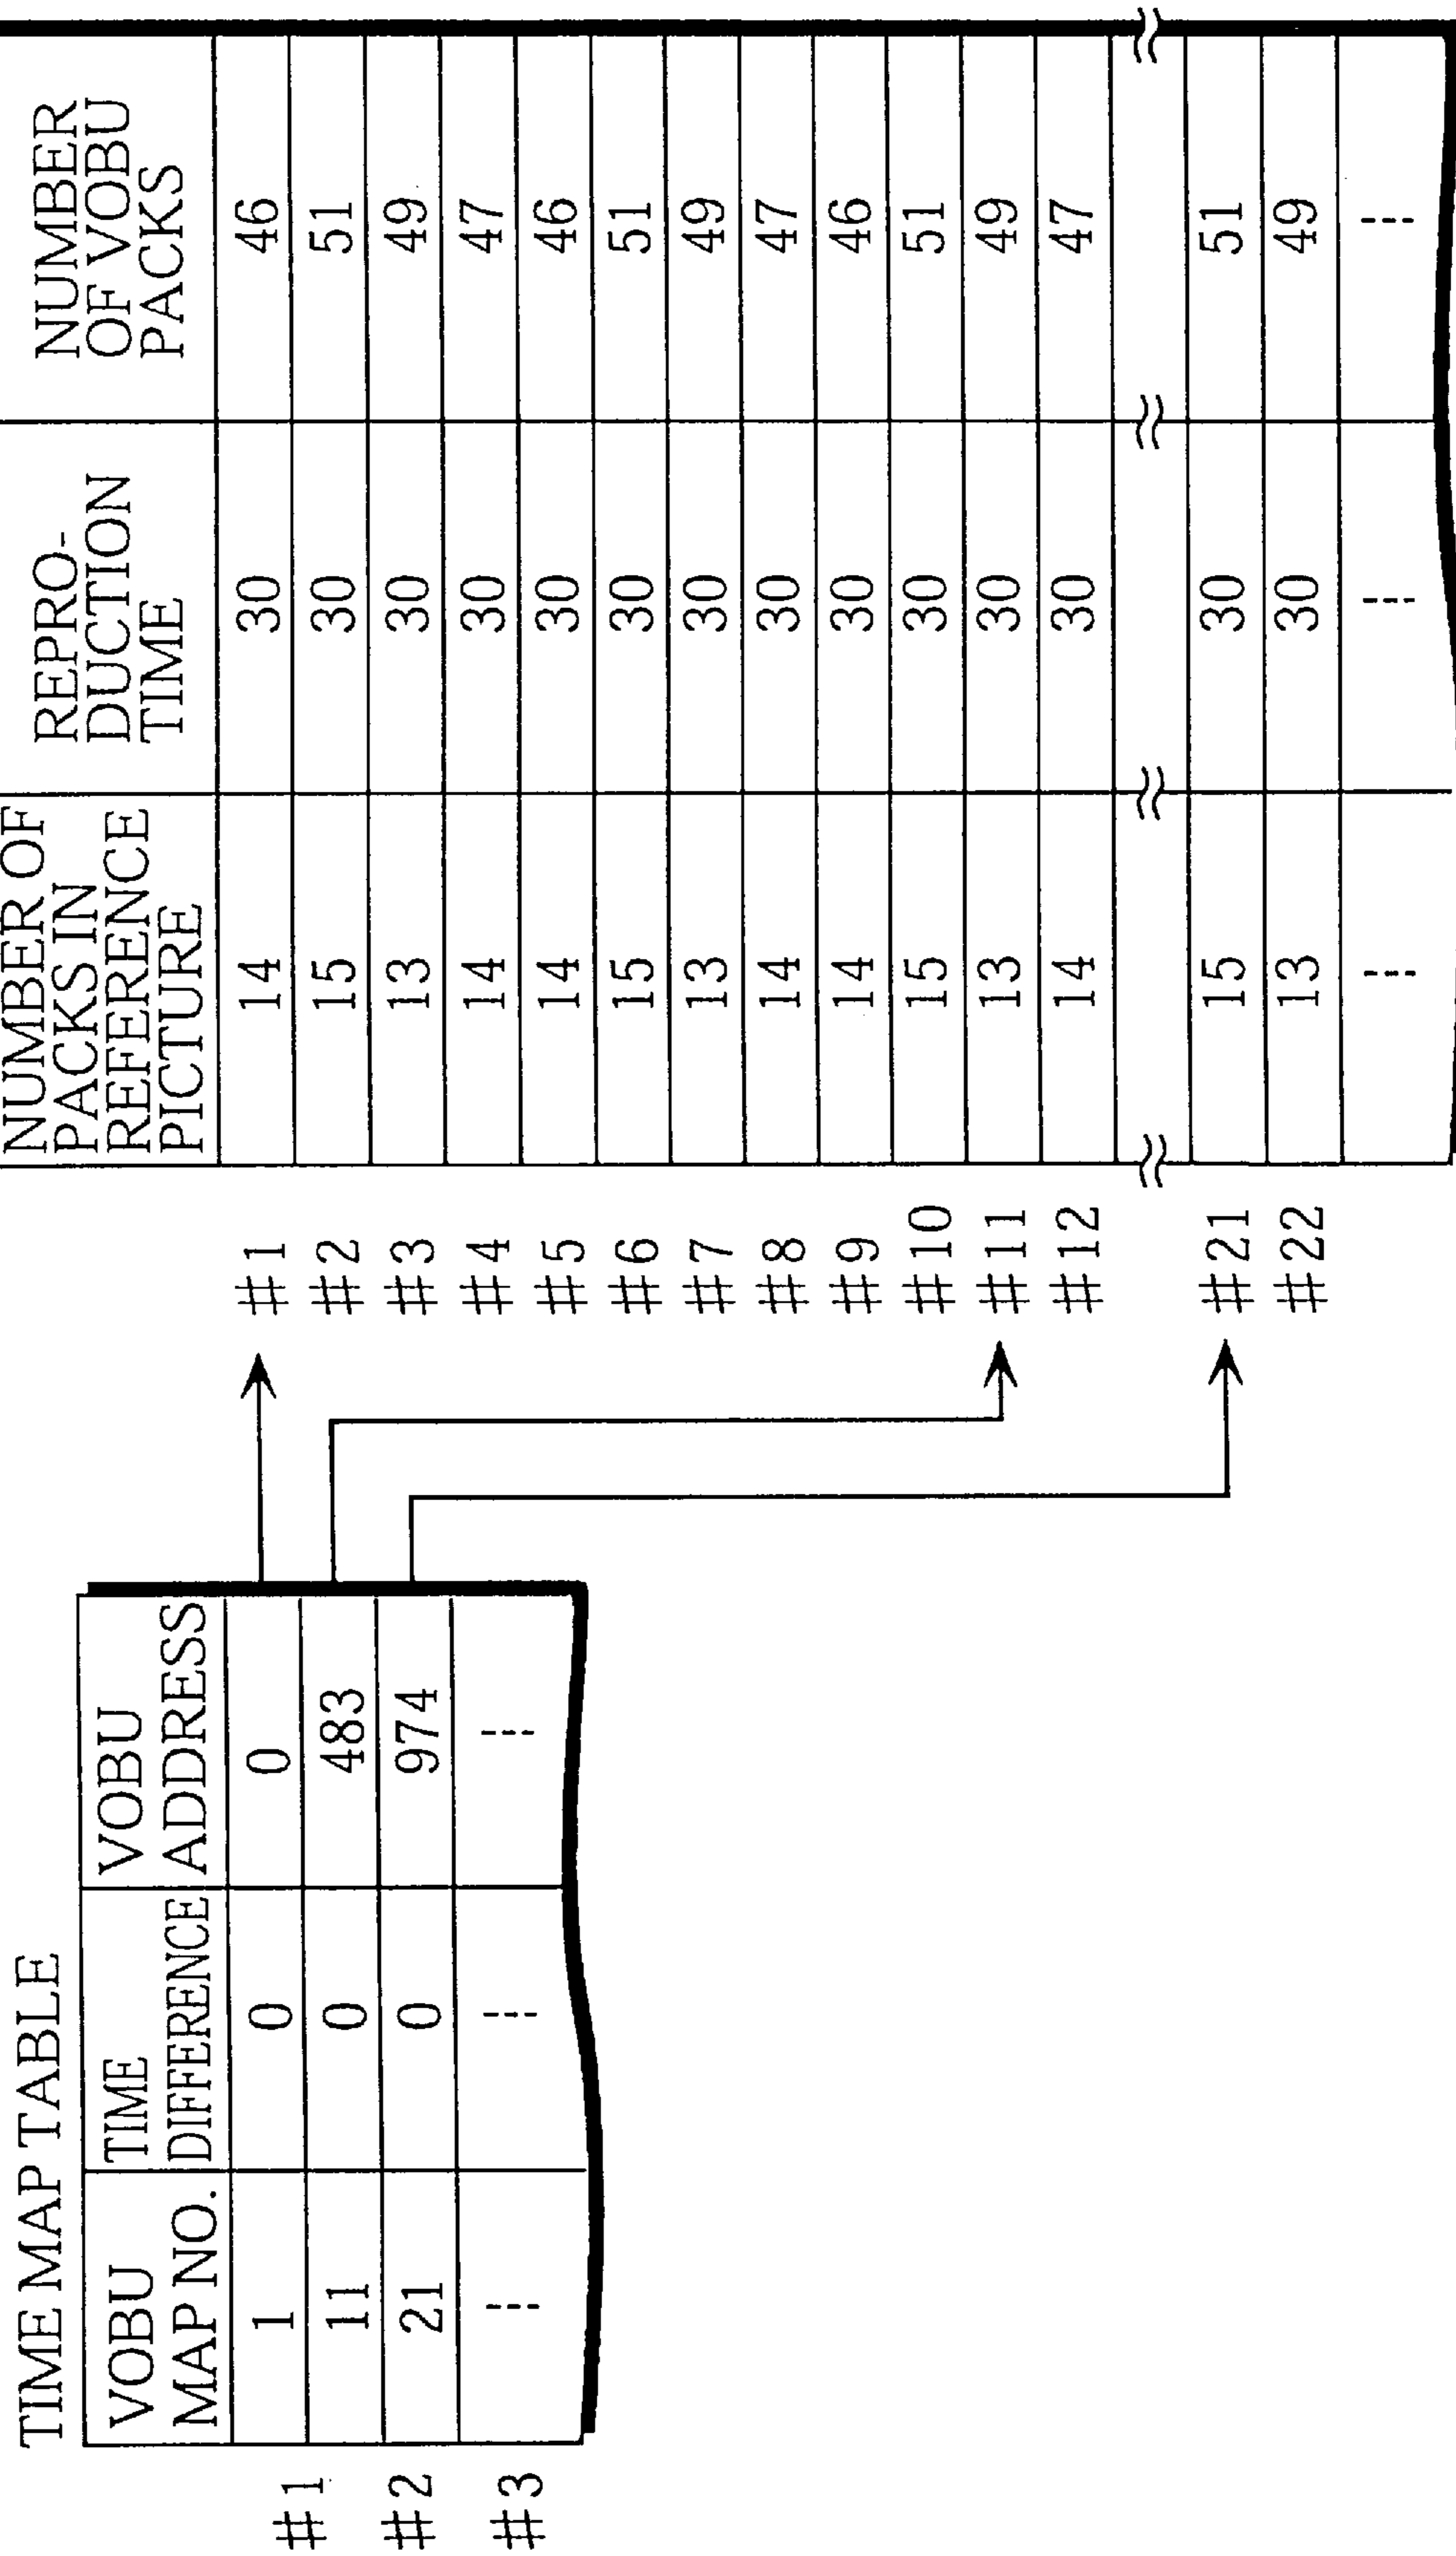 TIME MAP TABLE
VOBU MAP NO. TIME DIFFERENCE VOBU ADDRESS
#1 1 0 0
#2 11 0 483
#3 21 0 974
--- --- ---
NUMBER OF PACKS IN REFERENCE PICTURE REPRO-DUCTION TIME NUMBER OF VOBU PACKS
#1 14 30 46
#2 15 30 51
#3 13 30 49
#4 14 30 47
#5 14 30 46
#6 15 30 51
#7 13 30 49
#8 14 30 47
#9 14 30 46
#10 15 30 51
#11 13 30 49
#12 14 30 47
#21 15 30 51
#22 13 30 49
--- --- ---